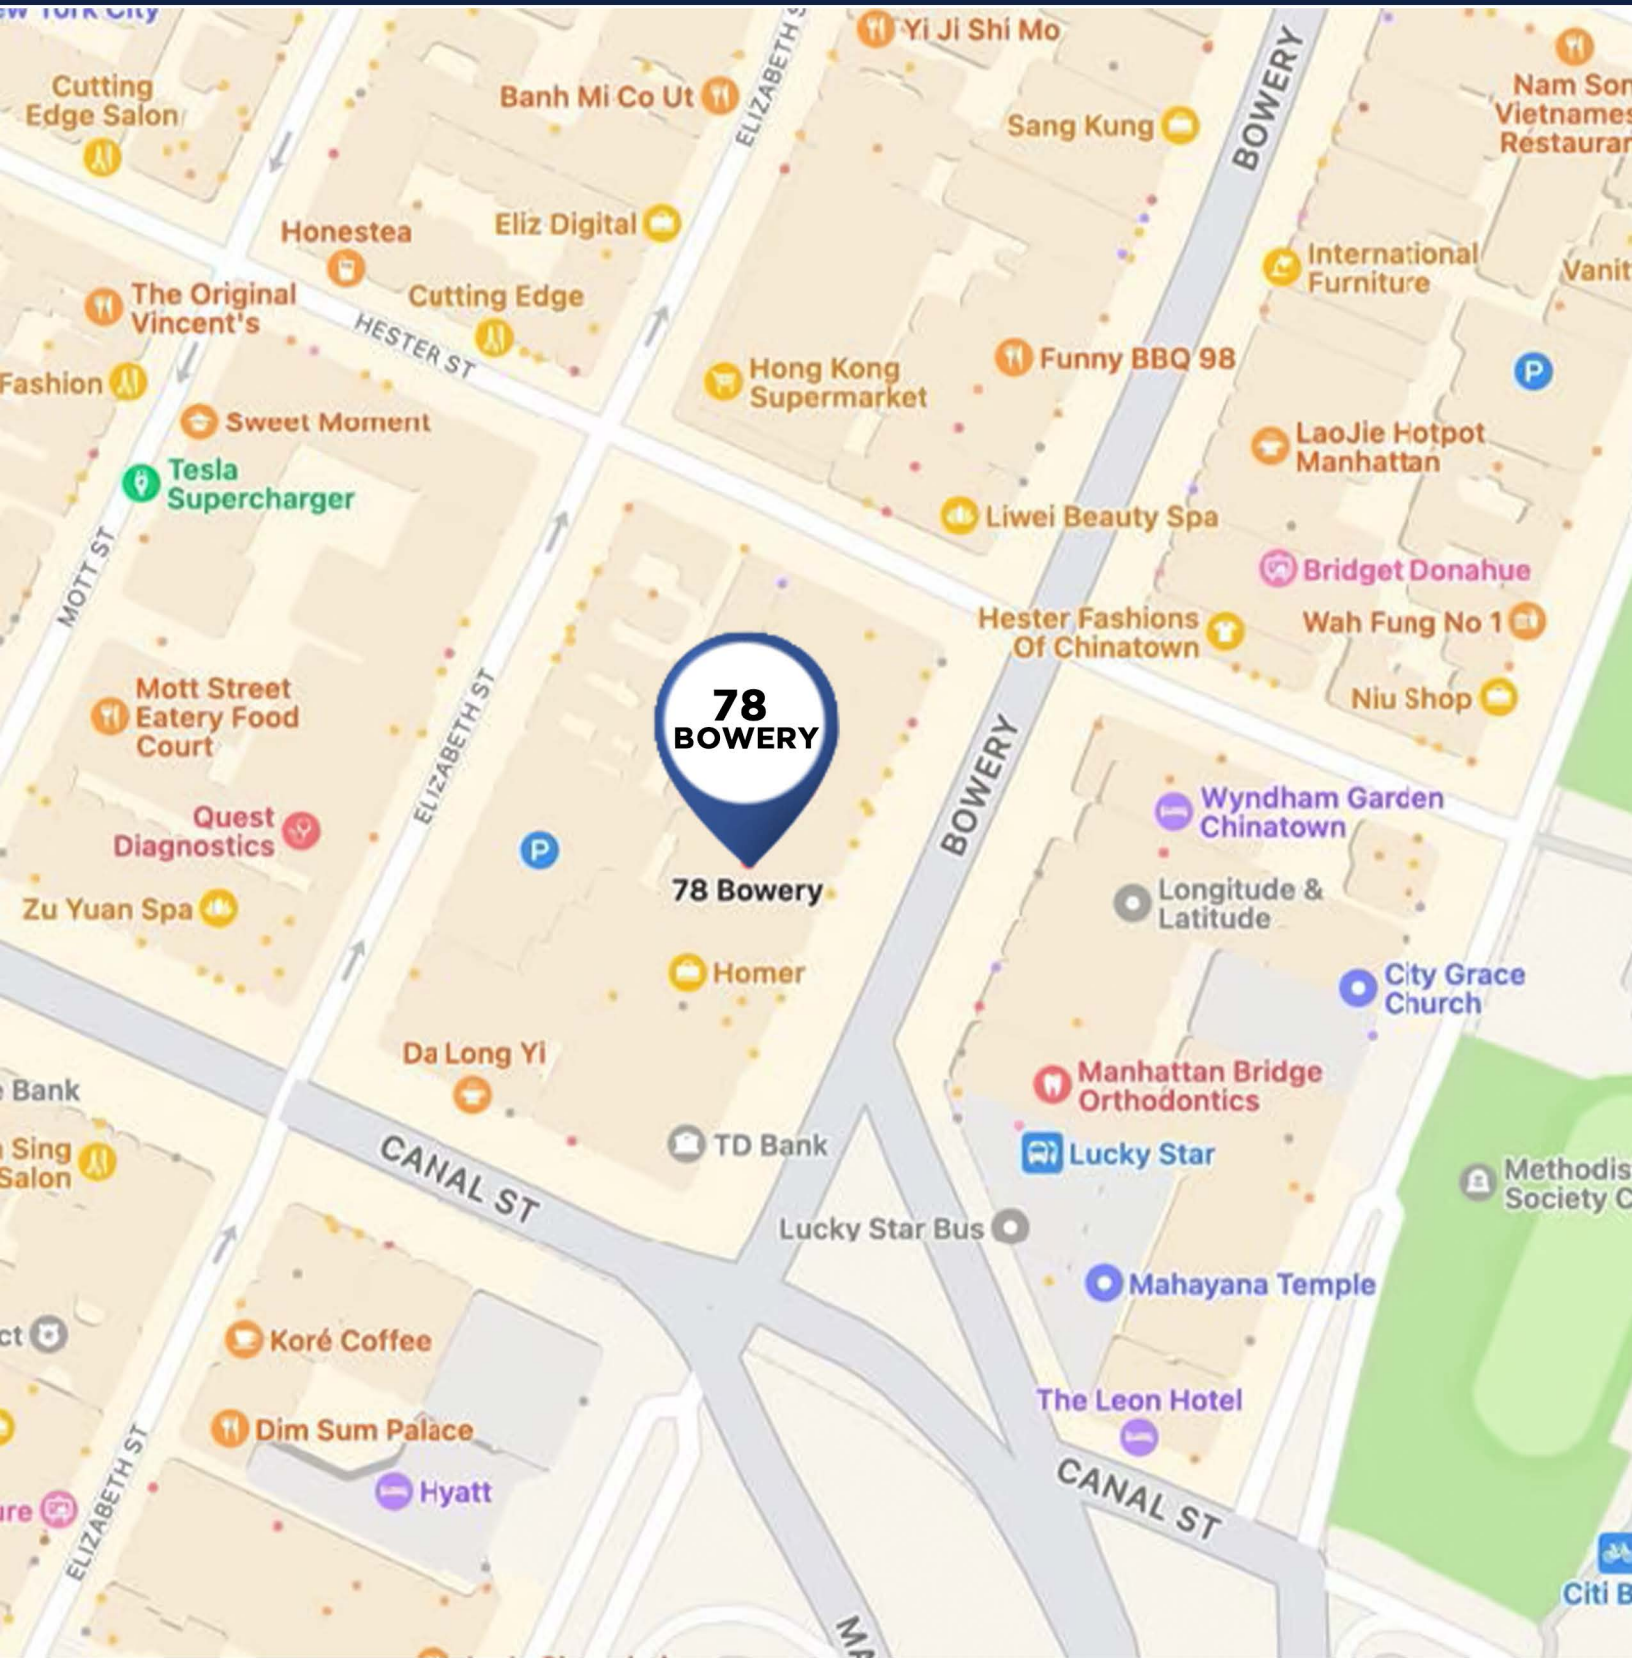 York City
Yi Ji Shi Mo
Cutting
Edge Salon
Banh Mi Co Ut
ELIZABETH S
BOWERY
Nam Son
Vietnames
Restaurar
Sang Kung
Honestea
Eliz Digital
International
Furniture
Vanit
The Original
Vincent's
Cutting Edge
HESTER ST
Fashion
Hong Kong
Supermarket
Funny BBQ 98
P
Sweet Moment
LaoJie Hotpot
Manhattan
Tesla
Supercharger
Liwei Beauty Spa
MOTT ST
Bridget Donahue
Hester Fashions
Of Chinatown
Wah Fung No 1
Niu Shop
Mott Street
Eatery Food
Court
ELIZABETH ST
78
BOWERY
BOWERY
Wyndham Garden
Chinatown
Quest
Diagnostics
P
78 Bowery
Longitude &
Latitude
Zu Yuan Spa
Homer
City Grace
Church
Da Long Yi
Manhattan Bridge
Orthodontics
Bank
Sing
Salon
CANAL ST
TD Bank
Lucky Star
Methodis
Society C
Lucky Star Bus
Mahayana Temple
ct
Koré Coffee
The Leon Hotel
Dim Sum Palace
Hyatt
CANAL ST
ure
ELIZABETH ST
Citi B
MA